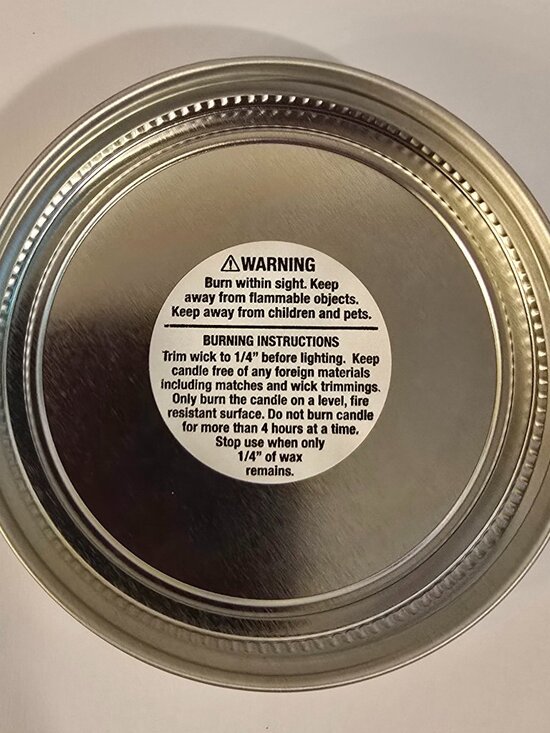 ⚠WARNING
Burn within sight. Keep
away from flammable objects.
Keep away from children and pets.
BURNING INSTRUCTIONS
Trim wick to 1/4” before lighting. Keep
candle free of any foreign materials
including matches and wick trimmings.
Only burn the candle on a level, fire
resistant surface. Do not burn candle
for more than 4 hours at a time.
Stop use when only
1/4” of wax
remains.